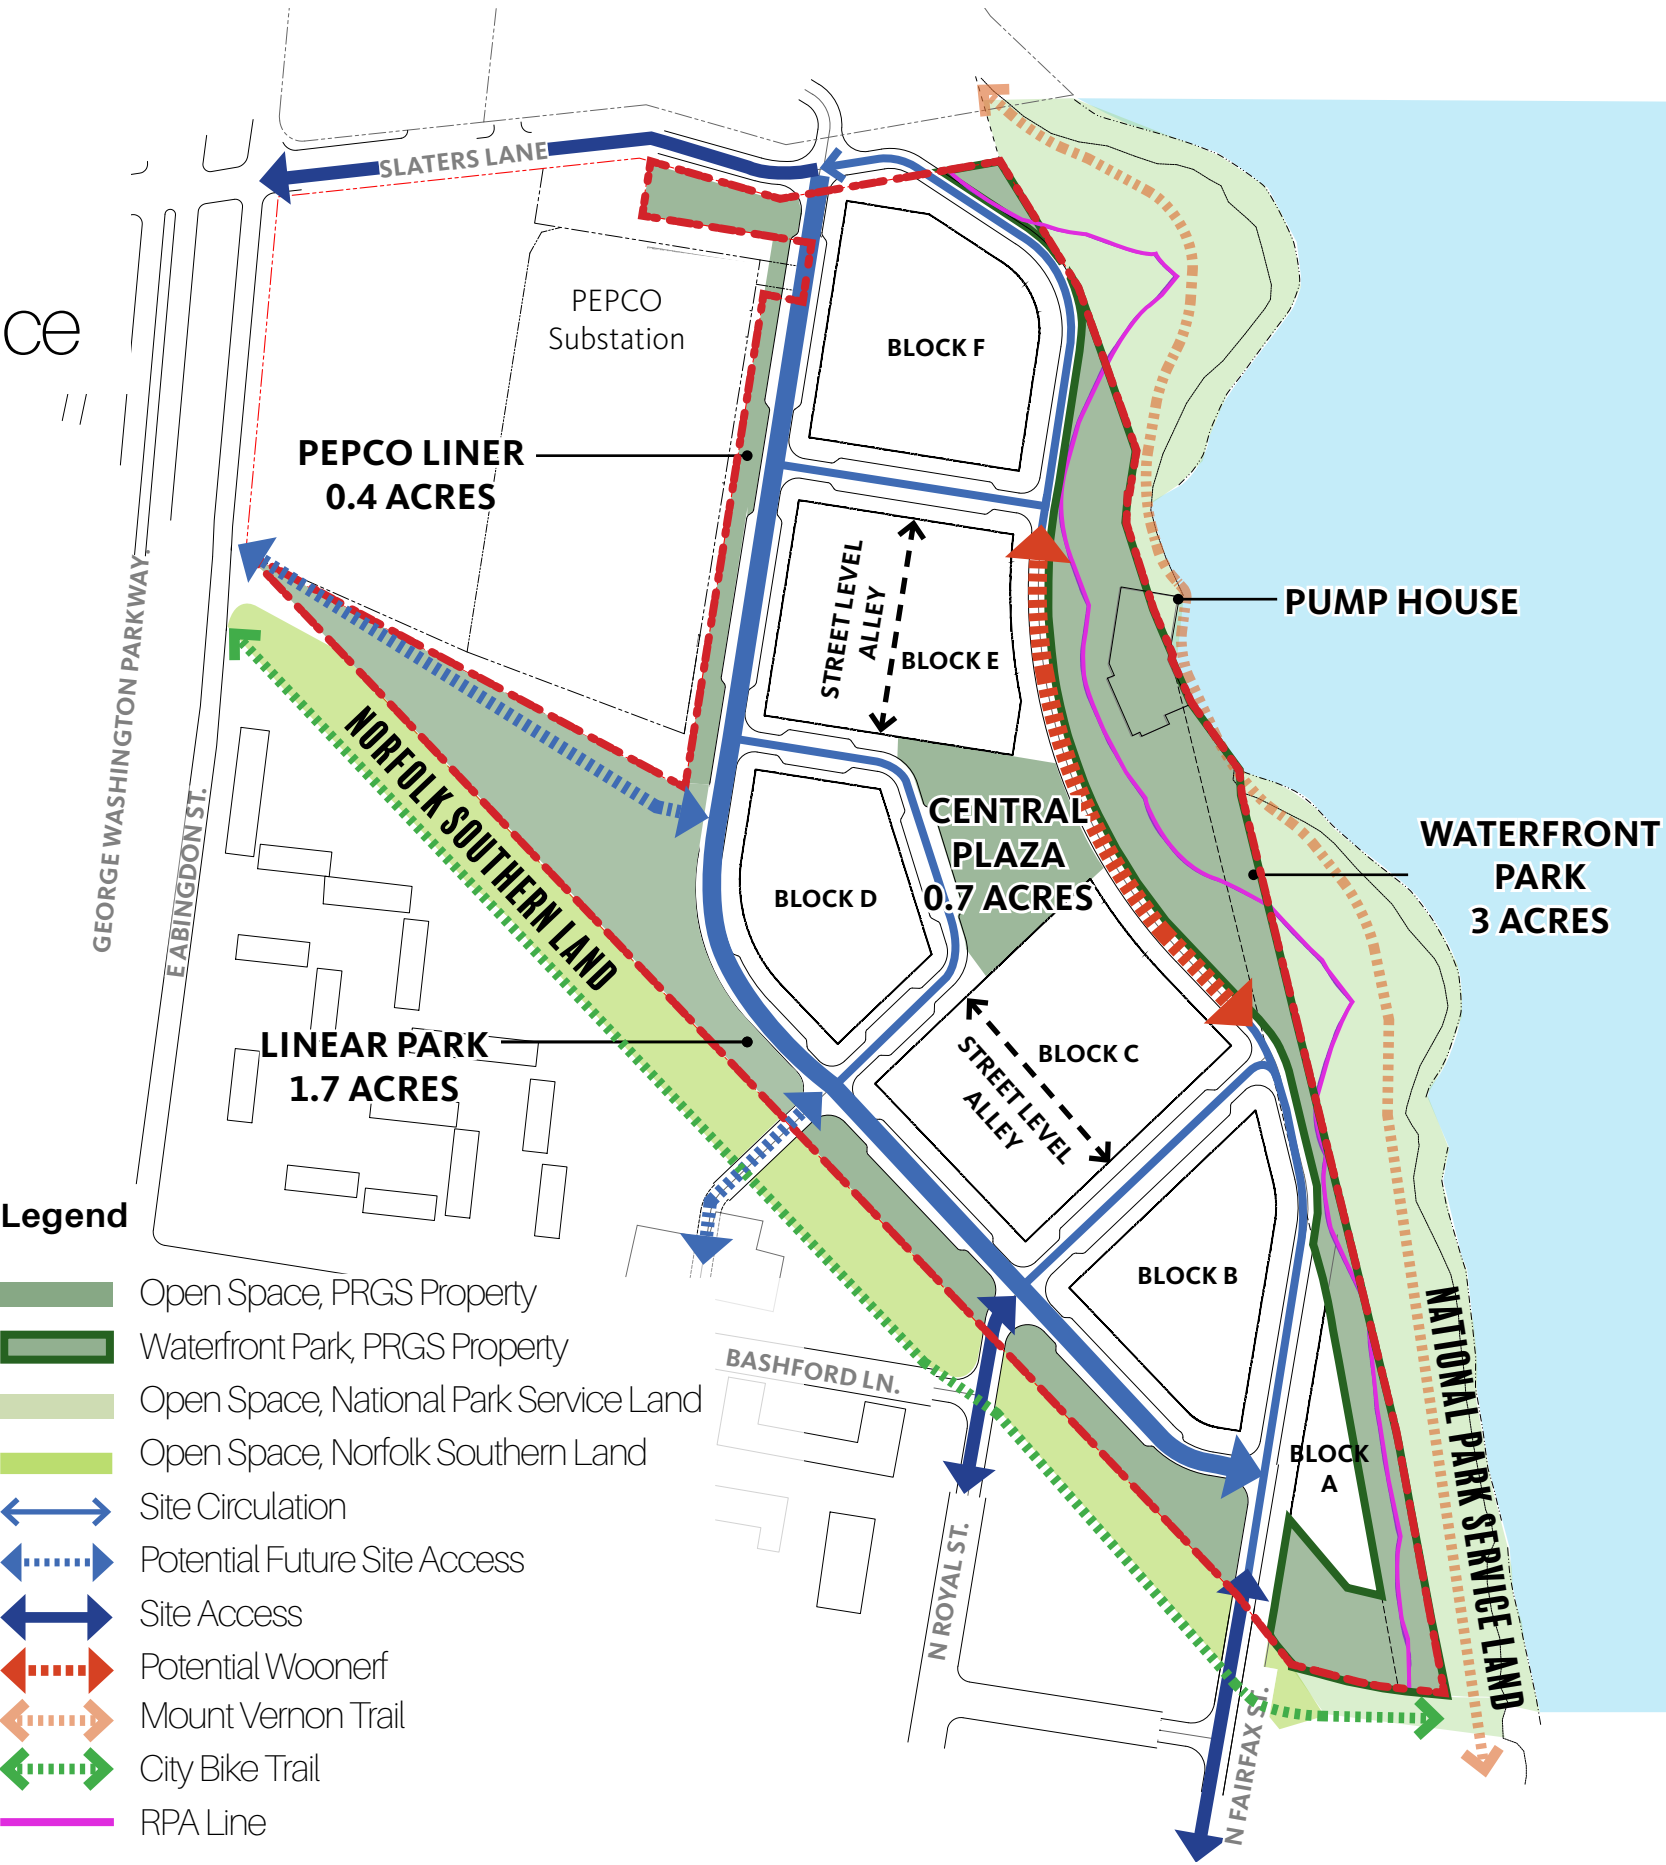 SLATERS LANE
ce
PEPCO
Substation
BLOCK F
PEPCO LINER
0.4 ACRES
STREET LEVEL
ALLEY
BLOCK E
PUMP HOUSE
GEORGE WASHINGTON PARKWAY.
E ABINGDON ST.
NORFOLK SOUTHERN LAND
CENTRAL
PLAZA
0.7 ACRES
WATERFRONT
PARK
3 ACRES
BLOCK D
LINEAR PARK
1.7 ACRES
BLOCK C
STREET LEVEL
ALLEY
BLOCK B
BASHFORD LN.
BLOCK
A
NATIONAL PARK SERVICE LAND
N ROYAL ST.
N FAIRFAX ST.
Legend
Open Space, PRGS Property
Waterfront Park, PRGS Property
Open Space, National Park Service Land
Open Space, Norfolk Southern Land
Site Circulation
Potential Future Site Access
Site Access
Potential Woonerf
Mount Vernon Trail
City Bike Trail
RPA Line